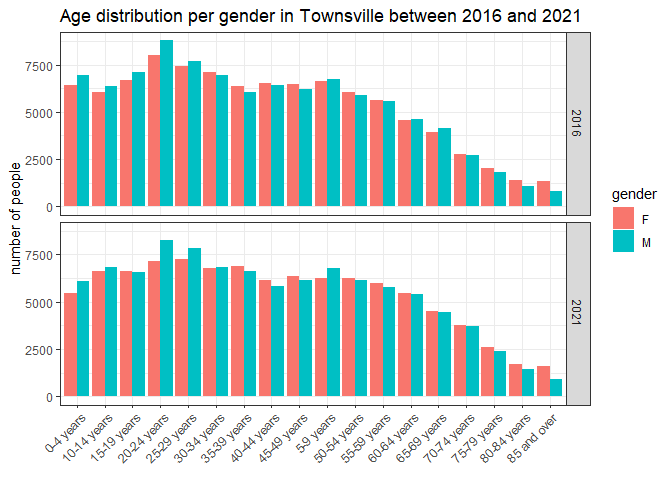 Age distribution per gender in Townsville between 2016 and 2021
number of people
7500
5000
2500
0
2016
7500
5000
2500
0
2021
0-4 years
10-14 years
15-19 years
20-24 years
25-29 years
30-34 years
35-39 years
40-44 years
45-49 years
5-9 years
50-54 years
55-59 years
60-64 years
65-69 years
70-74 years
75-79 years
80-84 years
85 and over
gender
F
M